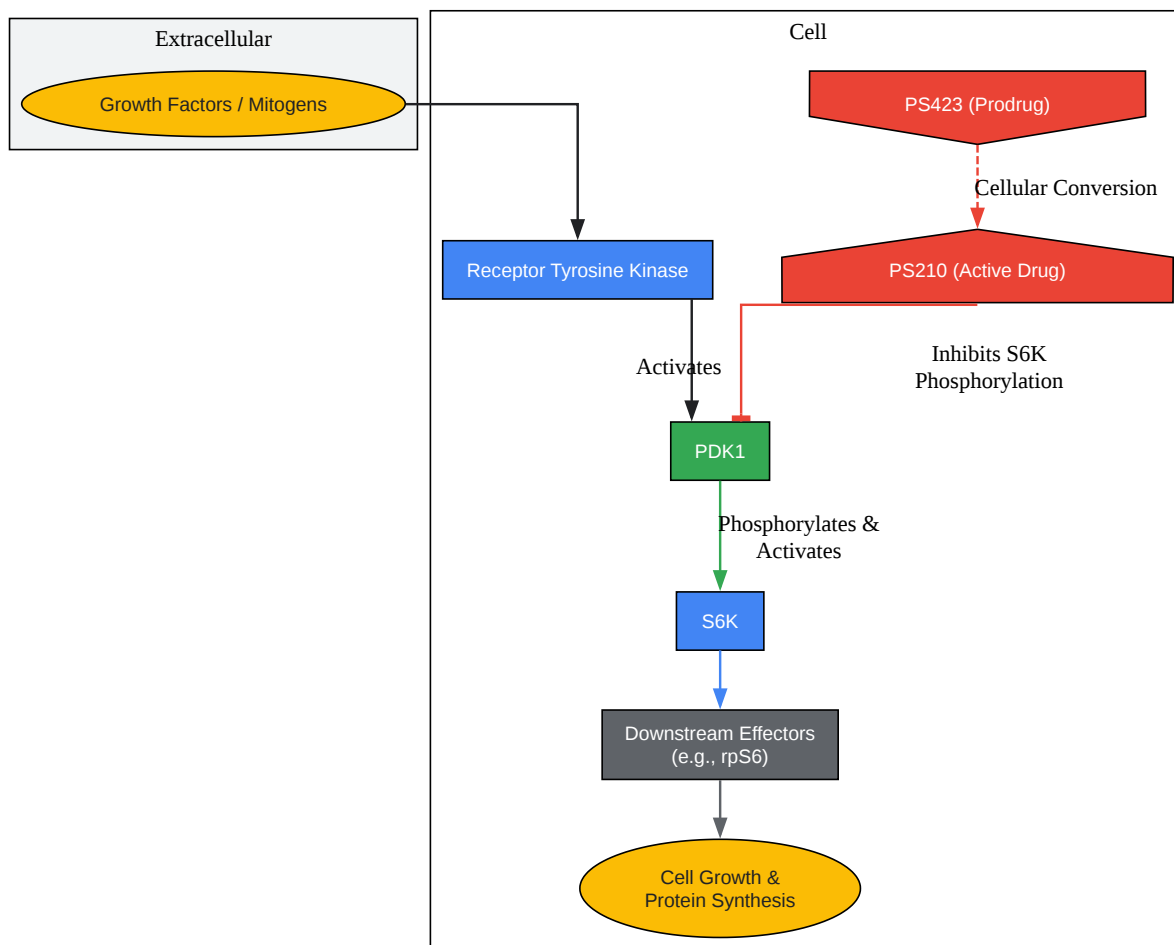 Extracellular
Growth Factors / Mitogens
Cell
PS423 (Prodrug)
Cellular Conversion
Receptor Tyrosine Kinase
PS210 (Active Drug)
Activates
Inhibits S6K
Phosphorylation
PDK1
Phosphorylates &
Activates
S6K
Downstream Effectors
(e.g., rpS6)
Cell Growth &
Protein Synthesis